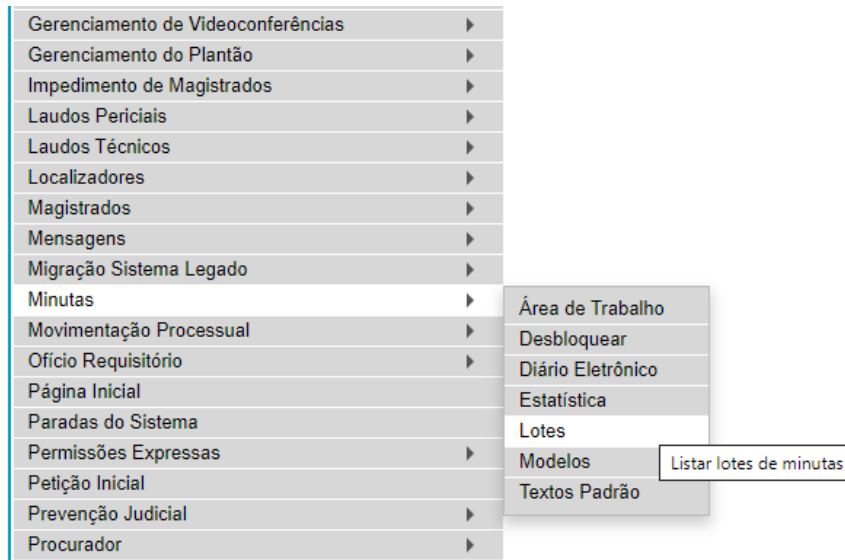 Gerenciamento de Videoconferências
Gerenciamento do Plantão
Impedimento de Magistrados
Laudos Periciais
Laudos Técnicos
Localizadores
Magistrados
Mensagens
Migração Sistema Legado
Minutas
Movimentação Processual
Ofício Requisitório
Página Inicial
Paradas do Sistema
Permissões Expressas
Petição Inicial
Prevenção Judicial
Procurador
Área de Trabalho
Desbloquear
Diário Eletrônico
Estatística
Lotes
Modelos
Listar lotes de minutas
Textos Padrão